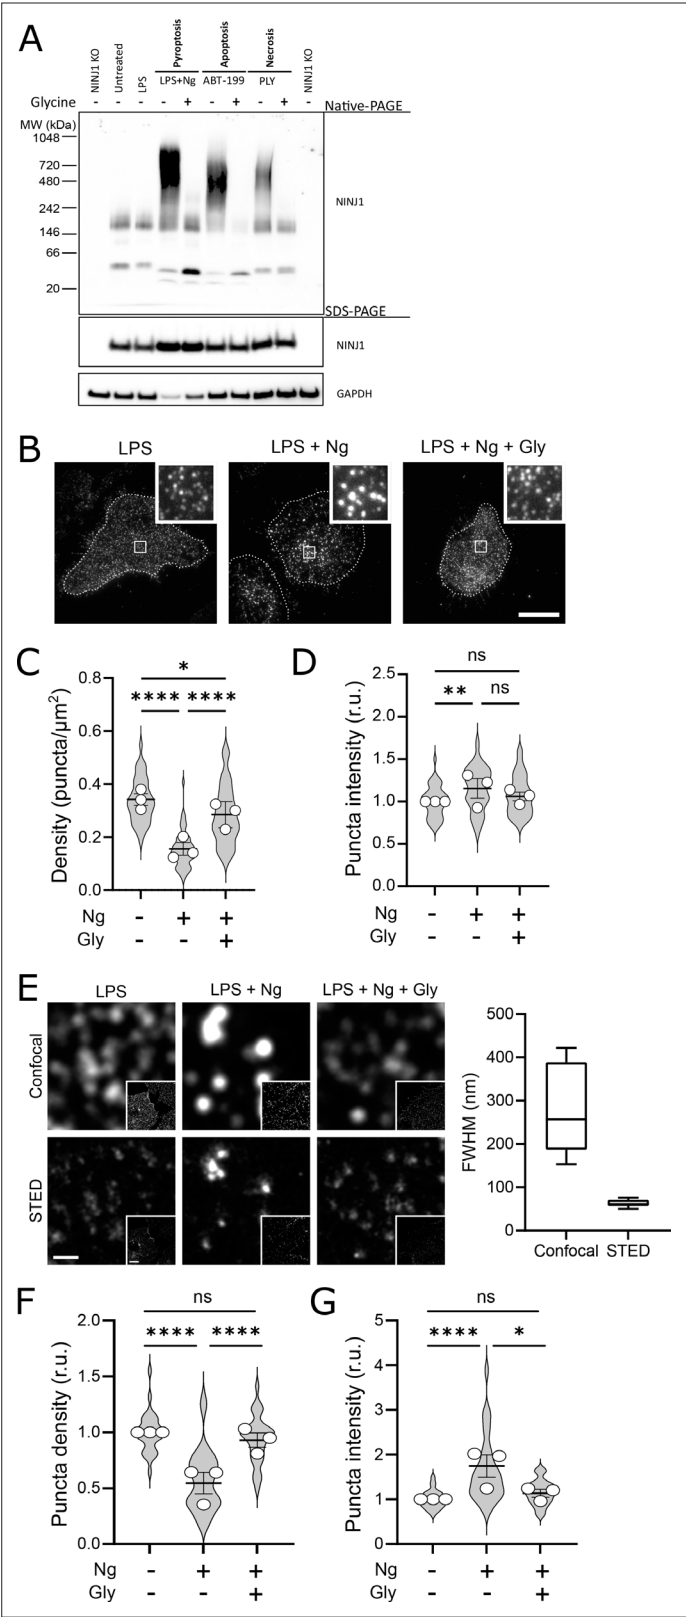 A
NINJ1 KO
Untreated
LPS
Pyroptosis
LPS+Ng
Apoptosis
ABT-199
Necrosis
PLY
NINJ1 KO
Glycine - - - - + - + - + -
Native-PAGE
MW (kDa)
1048
720
480
242
146
66
20
NINJ1
SDS-PAGE
NINJ1
GAPDH
B
LPS
LPS + Ng
LPS + Ng + Gly
C
Density (puncta/μm²)
0.8
0.6
0.4
0.2
0.0
*
**** ****
Ng - + +
Gly - - +
D
Puncta intensity (r.u.)
2.5
2.0
1.5
1.0
0.5
0.0
ns
** ns
Ng - + +
Gly - - +
E
LPS
LPS + Ng
LPS + Ng + Gly
Confocal
STED
FWHM (nm)
500
400
300
200
100
0
Confocal STED
F
Puncta density (r.u.)
2.0
1.5
1.0
0.5
0.0
ns
**** ****
Ng - + +
Gly - - +
G
Puncta intensity (r.u.)
5
4
3
2
1
0
ns
**** *
Ng - + +
Gly - - +